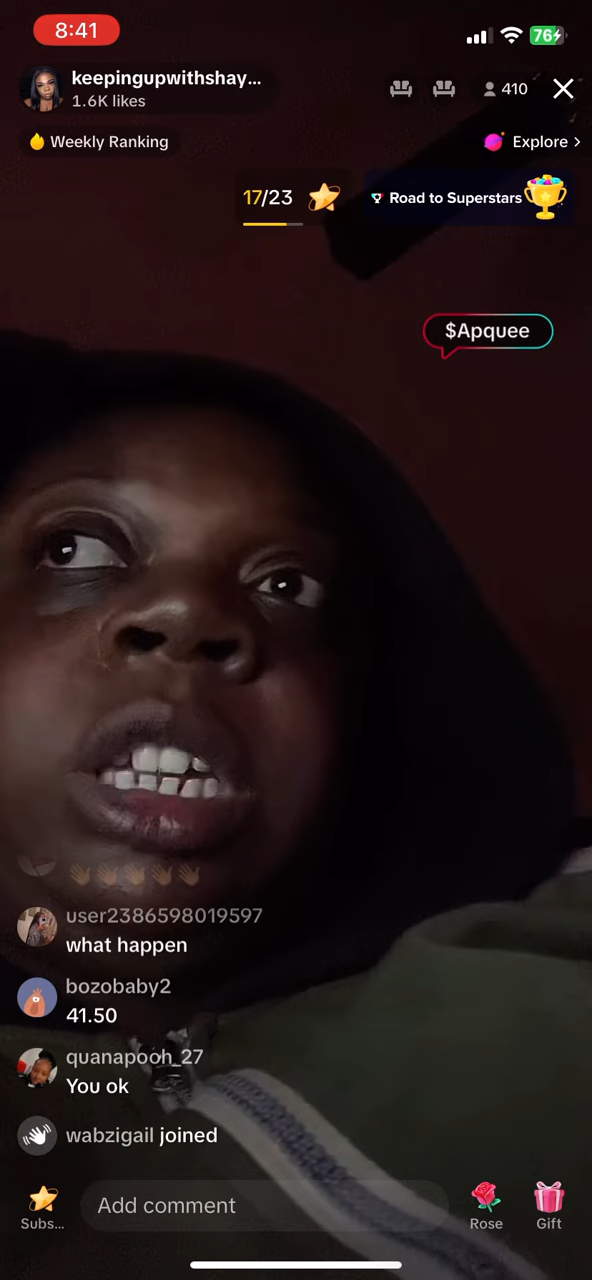 8:41
76
keepingupwithshay...
1.6K likes
410
Weekly Ranking
Explore >
17/23
Road to Superstars
$Apquee
user2386598019597
what happen
bozobaby2
41.50
quanapooh_27
You ok
wabzigail joined
Subs...
Add comment
Rose
Gift